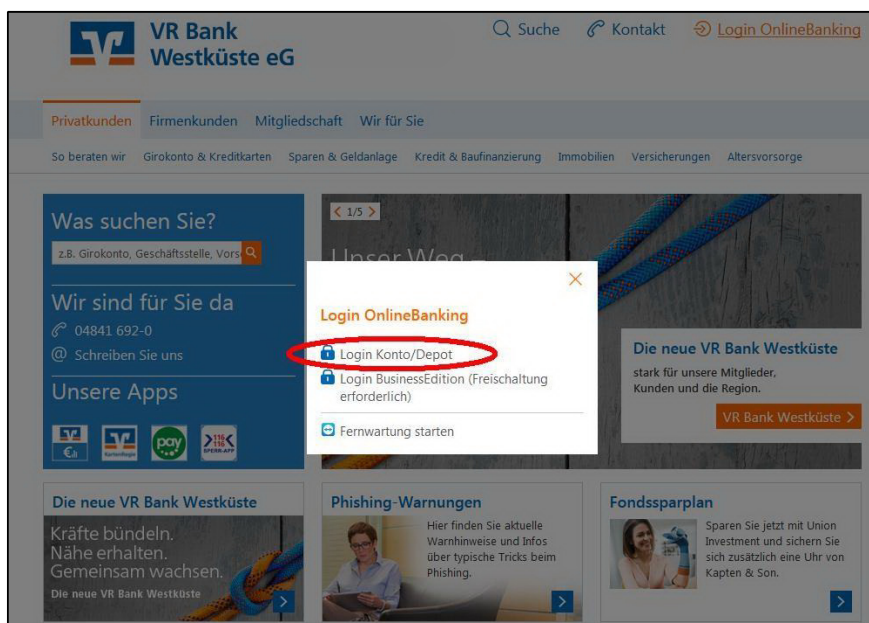 VR Bank
Westküste eG
Suche
Kontakt
Login OnlineBanking
Privatkunden
Firmenkunden
Mitgliedschaft
Wir für Sie
So beraten wir
Girokonto & Kreditkarten
Sparen & Geldanlage
Kredit & Baufinanzierung
Immobilien
Versicherungen
Altersvorsorge
Was suchen Sie?
z.B. Girokonto, Geschäftsstelle, Vors
Wir sind für Sie da
04841 692-0
@ Schreiben Sie uns
Unsere Apps
pay
116
116
SPERR-APP
1/5
Unser Weg –
Login OnlineBanking
Login Konto/Depot
Login BusinessEdition (Freischaltung
erforderlich)
Fernwartung starten
Die neue VR Bank Westküste
stark für unsere Mitglieder,
Kunden und die Region.
VR Bank Westküste
Die neue VR Bank Westküste
Kräfte bündeln.
Nähe erhalten.
Gemeinsam wachsen.
Die neue VR Bank Westküste
Phishing-Warnungen
Hier finden Sie aktuelle
Warnhinweise und Infos
über typische Tricks beim
Phishing.
Fondssparplan
Sparen Sie jetzt mit Union
Investment und sichern Sie
sich zusätzlich eine Uhr von
Kapten & Son.